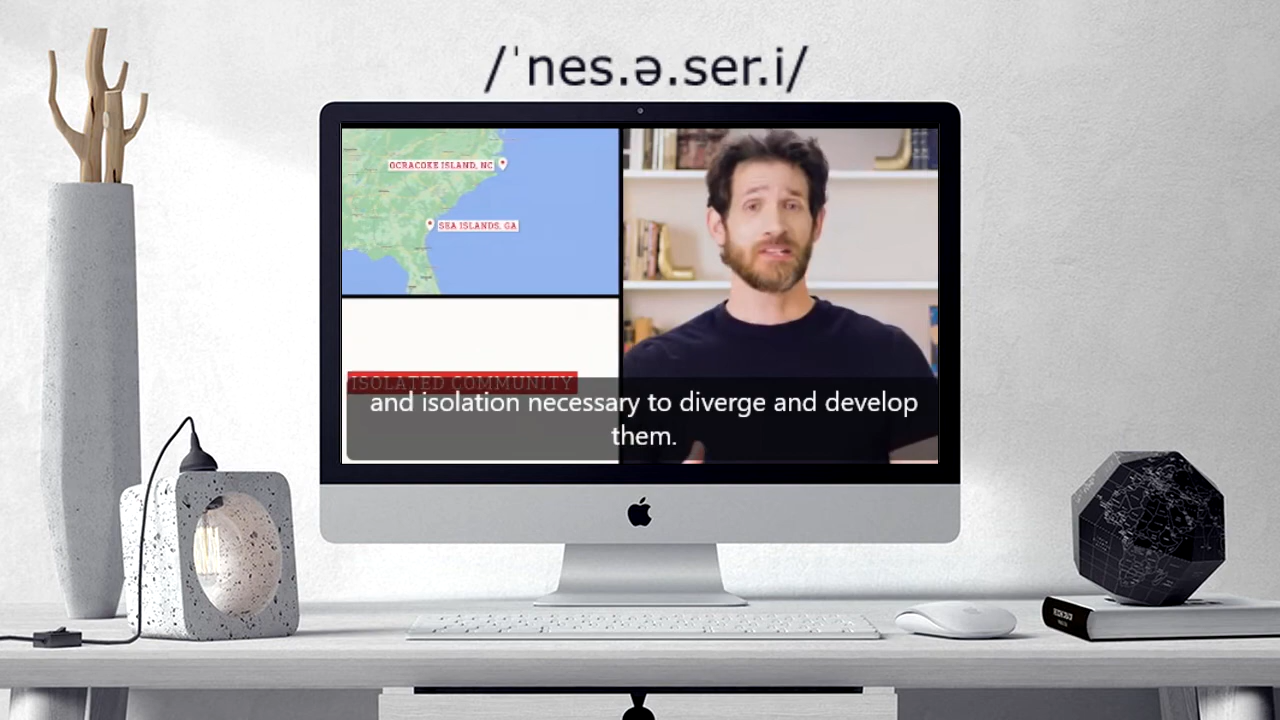 /ˈnes.ə.ser.i/
OCRACOKE ISLAND, NC
SEA ISLANDS, GA
ISOLATED COMMUNITY
and isolation necessary to diverge and develop
them.